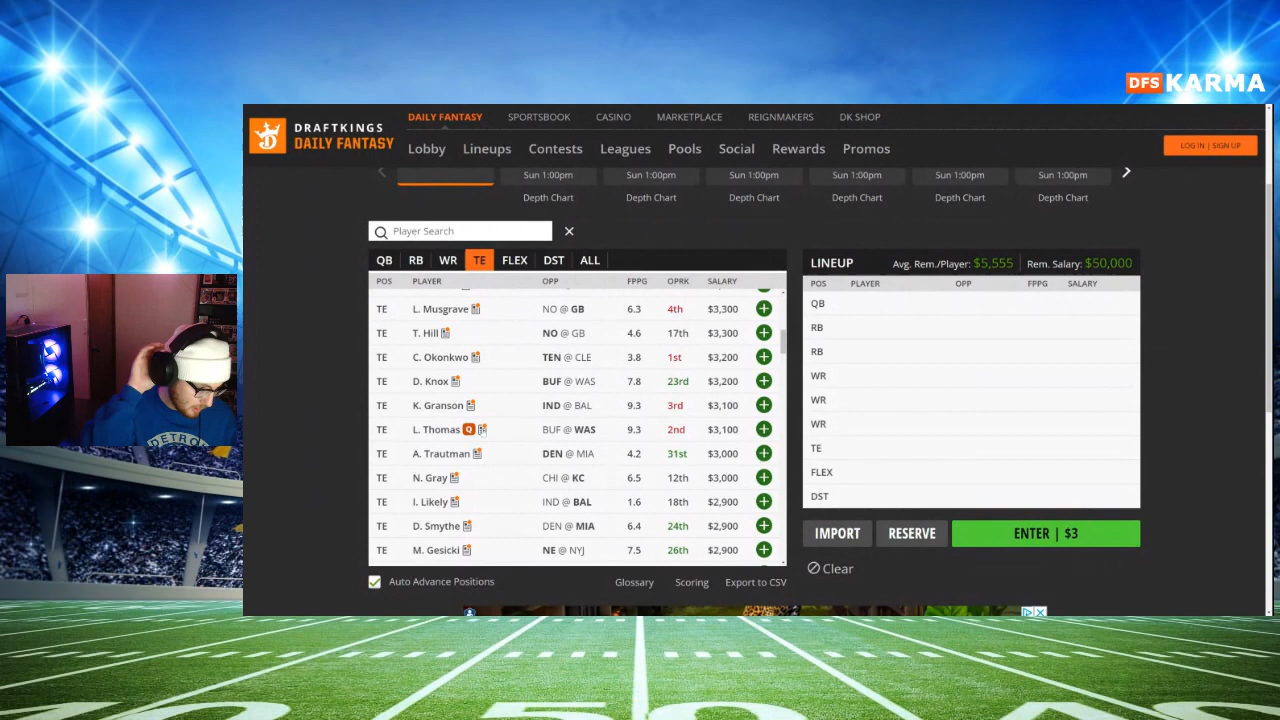 DFS KARMA
DRAFTKINGS
DAILY FANTASY
DAILY FANTASY SPORTSBOOK CASINO MARKETPLACE REIGNMAKERS DK SHOP
Lobby Lineups Contests Leagues Pools Social Rewards Promos
LOG IN | SIGN UP
Sun 1:00pm Sun 1:00pm Sun 1:00pm Sun 1:00pm Sun 1:00pm Sun 1:00pm
Depth Chart Depth Chart Depth Chart Depth Chart Depth Chart Depth Chart
Player Search
QB RB WR TE FLEX DST ALL
POS PLAYER OPP FPPG OPRK SALARY
TE L. Musgrave NO @ GB 6.3 4th $3,300
TE T. Hill NO @ GB 4.6 17th $3,300
TE C. Okonkwo TEN @ CLE 3.8 1st $3,200
TE D. Knox BUF @ WAS 7.8 23rd $3,200
TE K. Granson IND @ BAL 9.3 3rd $3,100
TE L. Thomas Q BUF @ WAS 9.3 2nd $3,100
TE A. Trautman DEN @ MIA 4.2 31st $3,000
TE N. Gray CHI @ KC 6.5 12th $3,000
TE I. Likely IND @ BAL 1.6 18th $2,900
TE D. Smythe DEN @ MIA 6.4 24th $2,900
TE M. Gesicki NE @ NYJ 7.5 26th $2,900
Auto Advance Positions Glossary Scoring Export to CSV
LINEUP Avg. Rem./Player: $5,555 Rem. Salary: $50,000
POS PLAYER OPP FPPG SALARY
QB
RB
RB
WR
WR
WR
TE
FLEX
DST
IMPORT RESERVE ENTER | $3
Clear
DETROIT
50